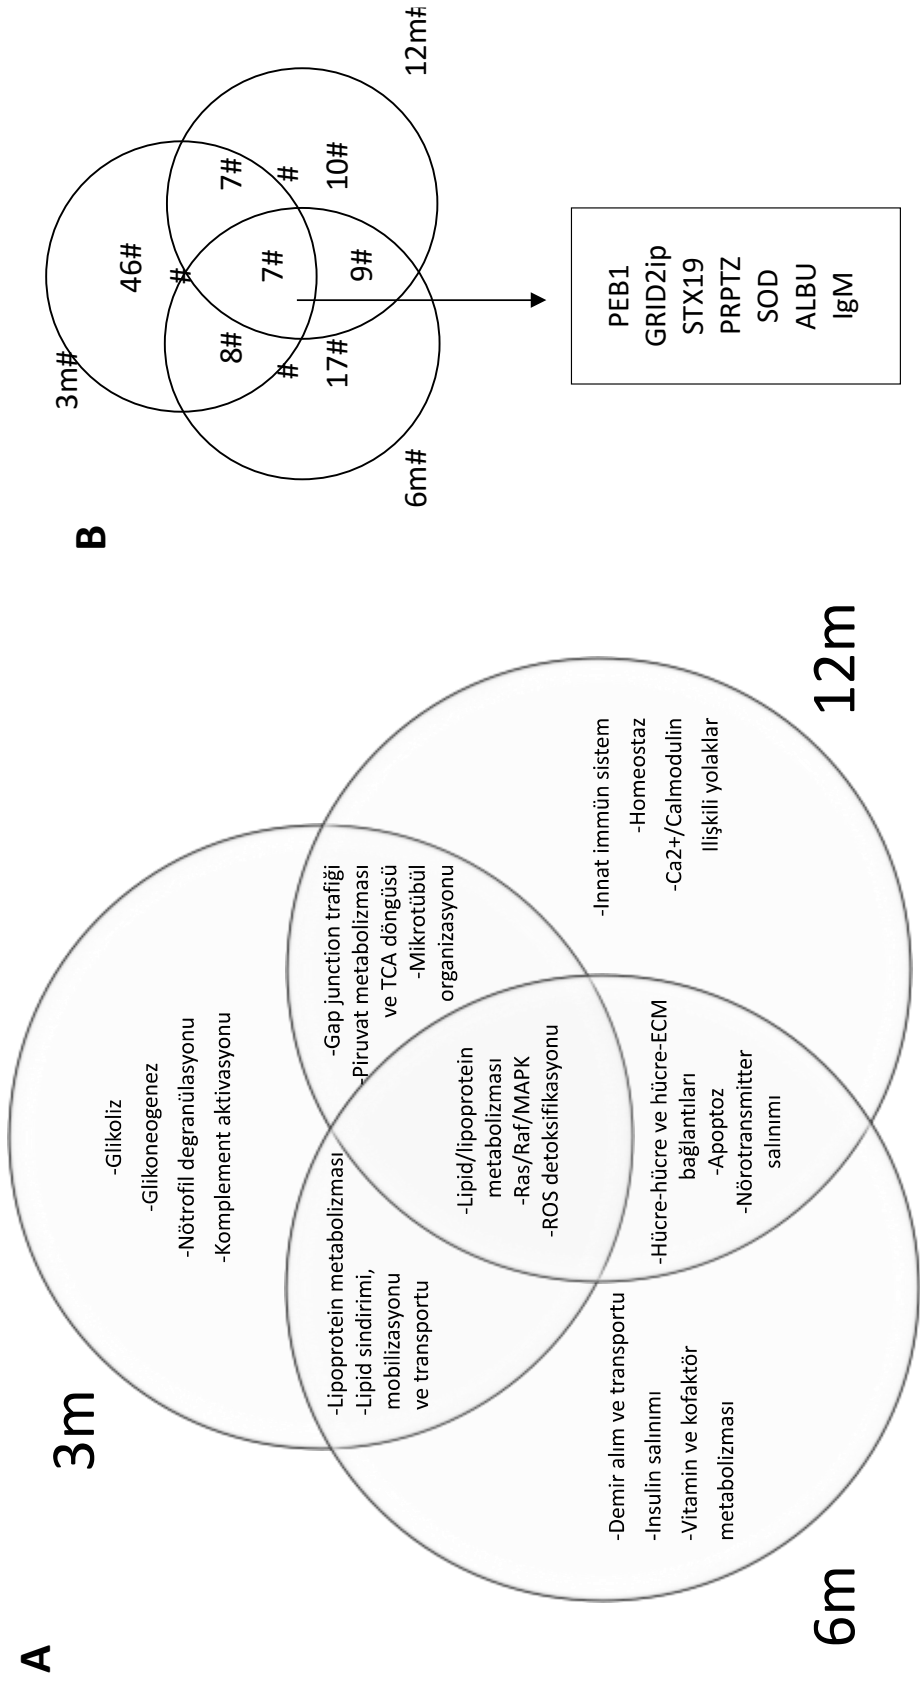 A
3m
-Glikoliz
-Glikoneogenez
-Nötrofil degranülasyonu
-Komplement aktivasyonu
-Lipoprotein metabolizması
-Lipid sindirimi,
mobilizasyonu
ve transportu
-Gap junction trafiği
-Piruvat metabolizması
ve TCA döngüsü
-Mikrotübül
organizasyonu
-Lipid/lipoprotein
metabolizması
-Ras/Raf/MAPK
-ROS detoksifikasyonu
-Demir alım ve transportu
-Insulin salınımı
-Vitamin ve kofaktör
metabolizması
-Hücre-hücre ve hücre-ECM
bağlantıları
-Apoptoz
-Nörotransmitter
salınımı
-Innat immün sistem
-Homeostaz
-Ca2+/Calmodulin
Ilişkili yolaklar
6m
12m
B
3m#
46#
#
8#
7#
#
#
7#
17#
9#
10#
6m#
12m#
PEB1
GRID2ip
STX19
PRPTZ
SOD
ALBU
IgM